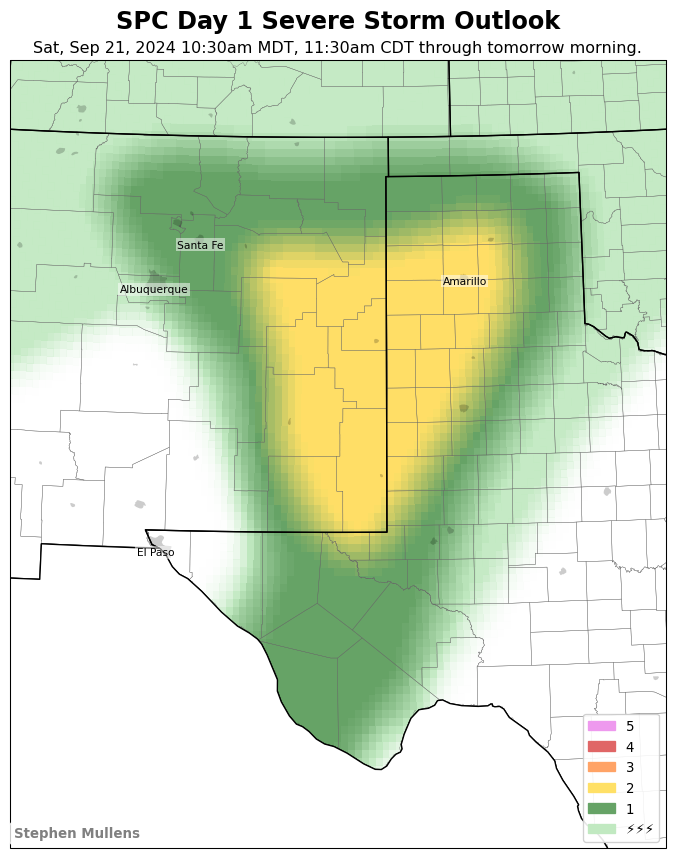 SPC Day 1 Severe Storm Outlook
Sat, Sep 21, 2024 10:30am MDT, 11:30am CDT through tomorrow morning.
Santa Fe
Amarillo
Albuquerque
El Paso
5
4
3
2
1
⚡⚡⚡
Stephen Mullens